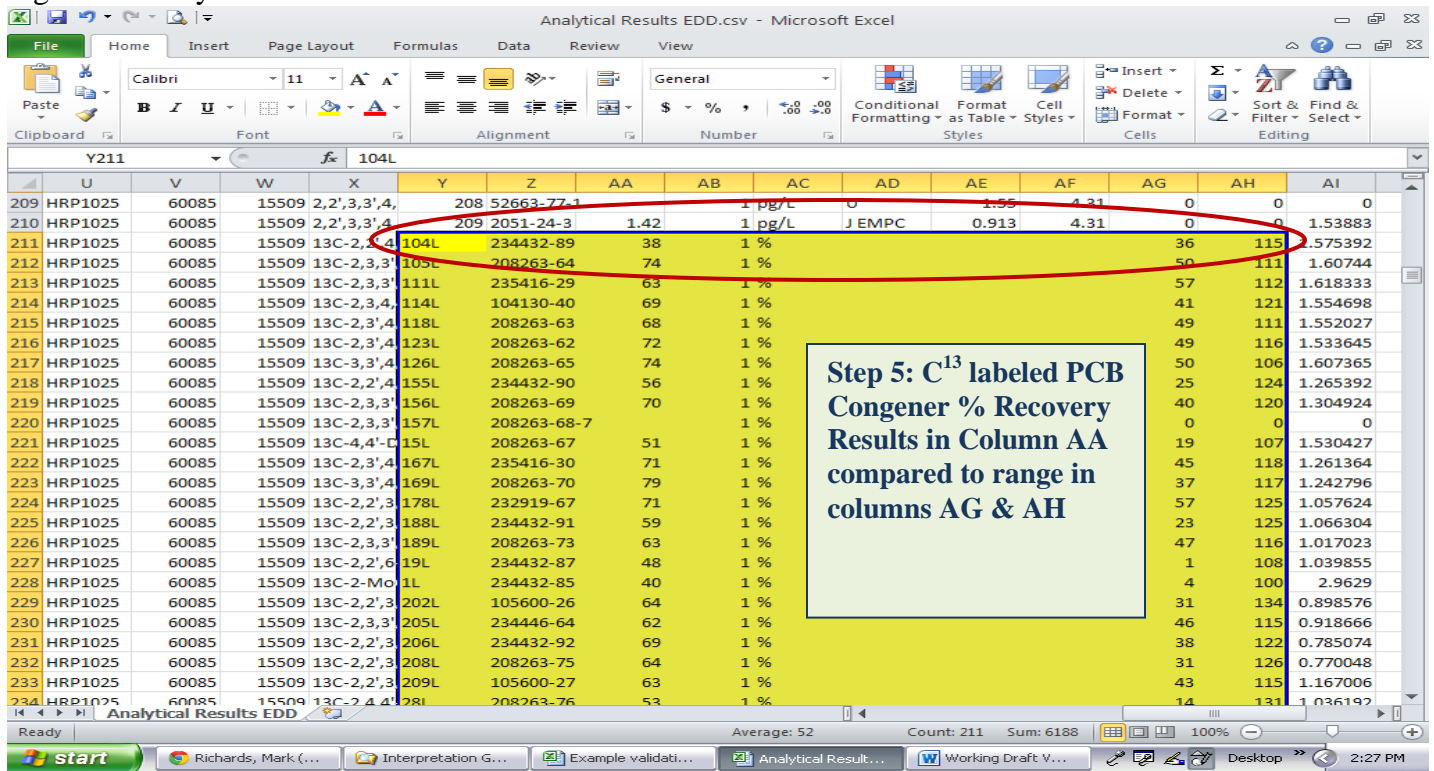 Analytical Results EDD.csv - Microsoft Excel
File Home Insert Page Layout Formulas Data Review View
Calibri 11 General Insert
Paste Conditional Format Cell Delete Sort & Find &
B I U $ % , Formatting as Table Styles Format Filter Select
Clipboard Font Alignment Number Styles Cells Editing
Y211 fx 104L
U V W X Y Z AA AB AC AD AE AF AG AH AI
209 HRP1025 60085 15509 2,2',3,3',4, 208 52663-77-1 1 pg/L U 1.55 4.31 0 0 0
210 HRP1025 60085 15509 2,2',3,3',4, 209 2051-24-3 1.42 1 pg/L J EMPC 0.913 4.31 0 0 1.53883
211 HRP1025 60085 15509 13C-2,2',4 104L 234432-89 38 1 % 36 115 1.575392
212 HRP1025 60085 15509 13C-2,3,3' 105L 208263-64 74 1 % 50 111 1.60744
213 HRP1025 60085 15509 13C-2,3,3' 111L 235416-29 63 1 % 57 112 1.618333
214 HRP1025 60085 15509 13C-2,3,4, 114L 104130-40 69 1 % 41 121 1.554698
215 HRP1025 60085 15509 13C-2,3',4 118L 208263-63 68 1 % 49 111 1.552027
216 HRP1025 60085 15509 13C-2,3',4 123L 208263-62 72 1 % 49 116 1.533645
217 HRP1025 60085 15509 13C-3,3',4 126L 208263-65 74 1 % 50 106 1.607365
218 HRP1025 60085 15509 13C-2,2',4 155L 234432-90 56 1 % 25 124 1.265392
219 HRP1025 60085 15509 13C-2,3,3' 156L 208263-69 70 1 % 40 120 1.304924
220 HRP1025 60085 15509 13C-2,3,3' 157L 208263-68-7 1 % 0 0 0
221 HRP1025 60085 15509 13C-4,4'-D 15L 208263-67 51 1 % 19 107 1.530427
222 HRP1025 60085 15509 13C-2,3',4 167L 235416-30 71 1 % 45 118 1.261364
223 HRP1025 60085 15509 13C-3,3',4 169L 208263-70 79 1 % 37 117 1.242796
224 HRP1025 60085 15509 13C-2,2',3 178L 232919-67 71 1 % 57 125 1.057624
225 HRP1025 60085 15509 13C-2,2',3 188L 234432-91 59 1 % 23 125 1.066304
226 HRP1025 60085 15509 13C-2,3,3' 189L 208263-73 63 1 % 47 116 1.017023
227 HRP1025 60085 15509 13C-2,2',6 19L 234432-87 48 1 % 1 108 1.039855
228 HRP1025 60085 15509 13C-2-Mo 1L 234432-85 40 1 % 4 100 2.9629
229 HRP1025 60085 15509 13C-2,2',3 202L 105600-26 64 1 % 31 134 0.898576
230 HRP1025 60085 15509 13C-2,3,3' 205L 234446-64 62 1 % 46 115 0.918666
231 HRP1025 60085 15509 13C-2,2',3 206L 234432-92 69 1 % 38 122 0.785074
232 HRP1025 60085 15509 13C-2,2',3 208L 208263-75 64 1 % 31 126 0.770048
233 HRP1025 60085 15509 13C-2,2',3 209L 105600-27 63 1 % 43 115 1.167006
234 HRP1025 60085 15509 13C-2,4,4' 28L 208263-76 53 1 % 14 131 1.036192
Step 5: C13 labeled PCB
Congener % Recovery
Results in Column AA
compared to range in
columns AG & AH
Analytical Results EDD
Ready Average: 52 Count: 211 Sum: 6188 100%
start Richards, Mark (... Interpretation G... Example validati... Analytical Result... Working Draft V... Desktop 2:27 PM